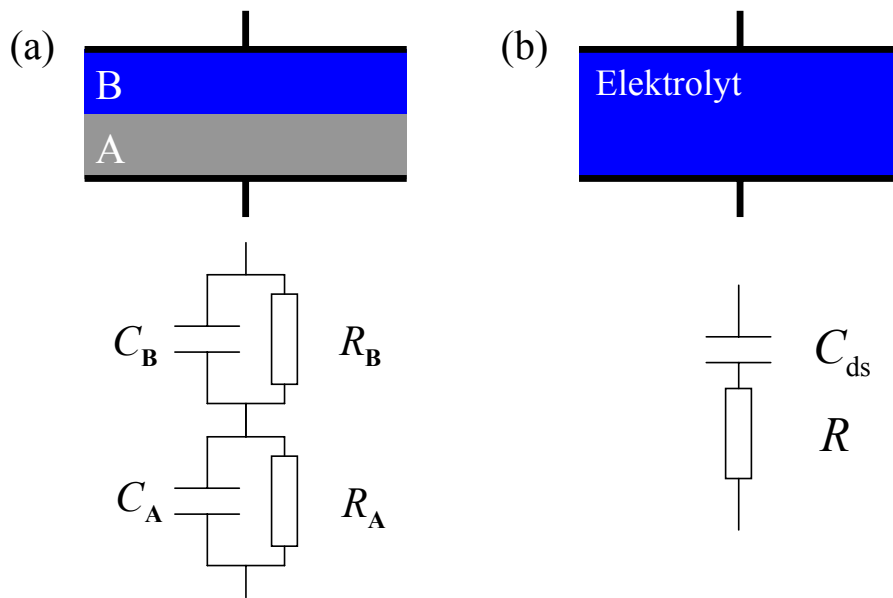 (a)
B
A
C_B
R_B
C_A
R_A
(b)
Elektrolyt
C_ds
R